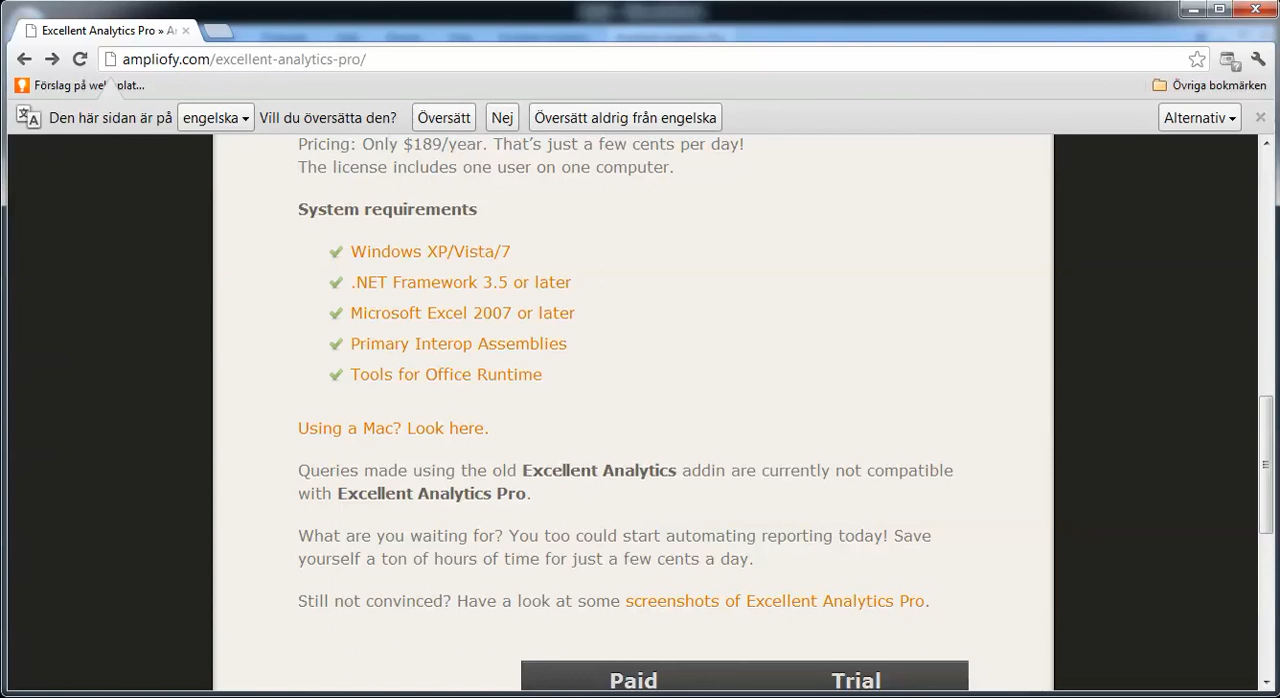 Excellent Analytics Pro » A
ampliofy.com/excellent-analytics-pro/
Förslag på web plat...
Övriga bokmärken
Den här sidan är på engelska Vill du översätta den? Översätt Nej Översätt aldrig från engelska Alternativ
Pricing: Only $189/year. That's just a few cents per day!
The license includes one user on one computer.
System requirements
Windows XP/Vista/7
.NET Framework 3.5 or later
Microsoft Excel 2007 or later
Primary Interop Assemblies
Tools for Office Runtime
Using a Mac? Look here.
Queries made using the old Excellent Analytics addin are currently not compatible
with Excellent Analytics Pro.
What are you waiting for? You too could start automating reporting today! Save
yourself a ton of hours of time for just a few cents a day.
Still not convinced? Have a look at some screenshots of Excellent Analytics Pro.
Paid Trial